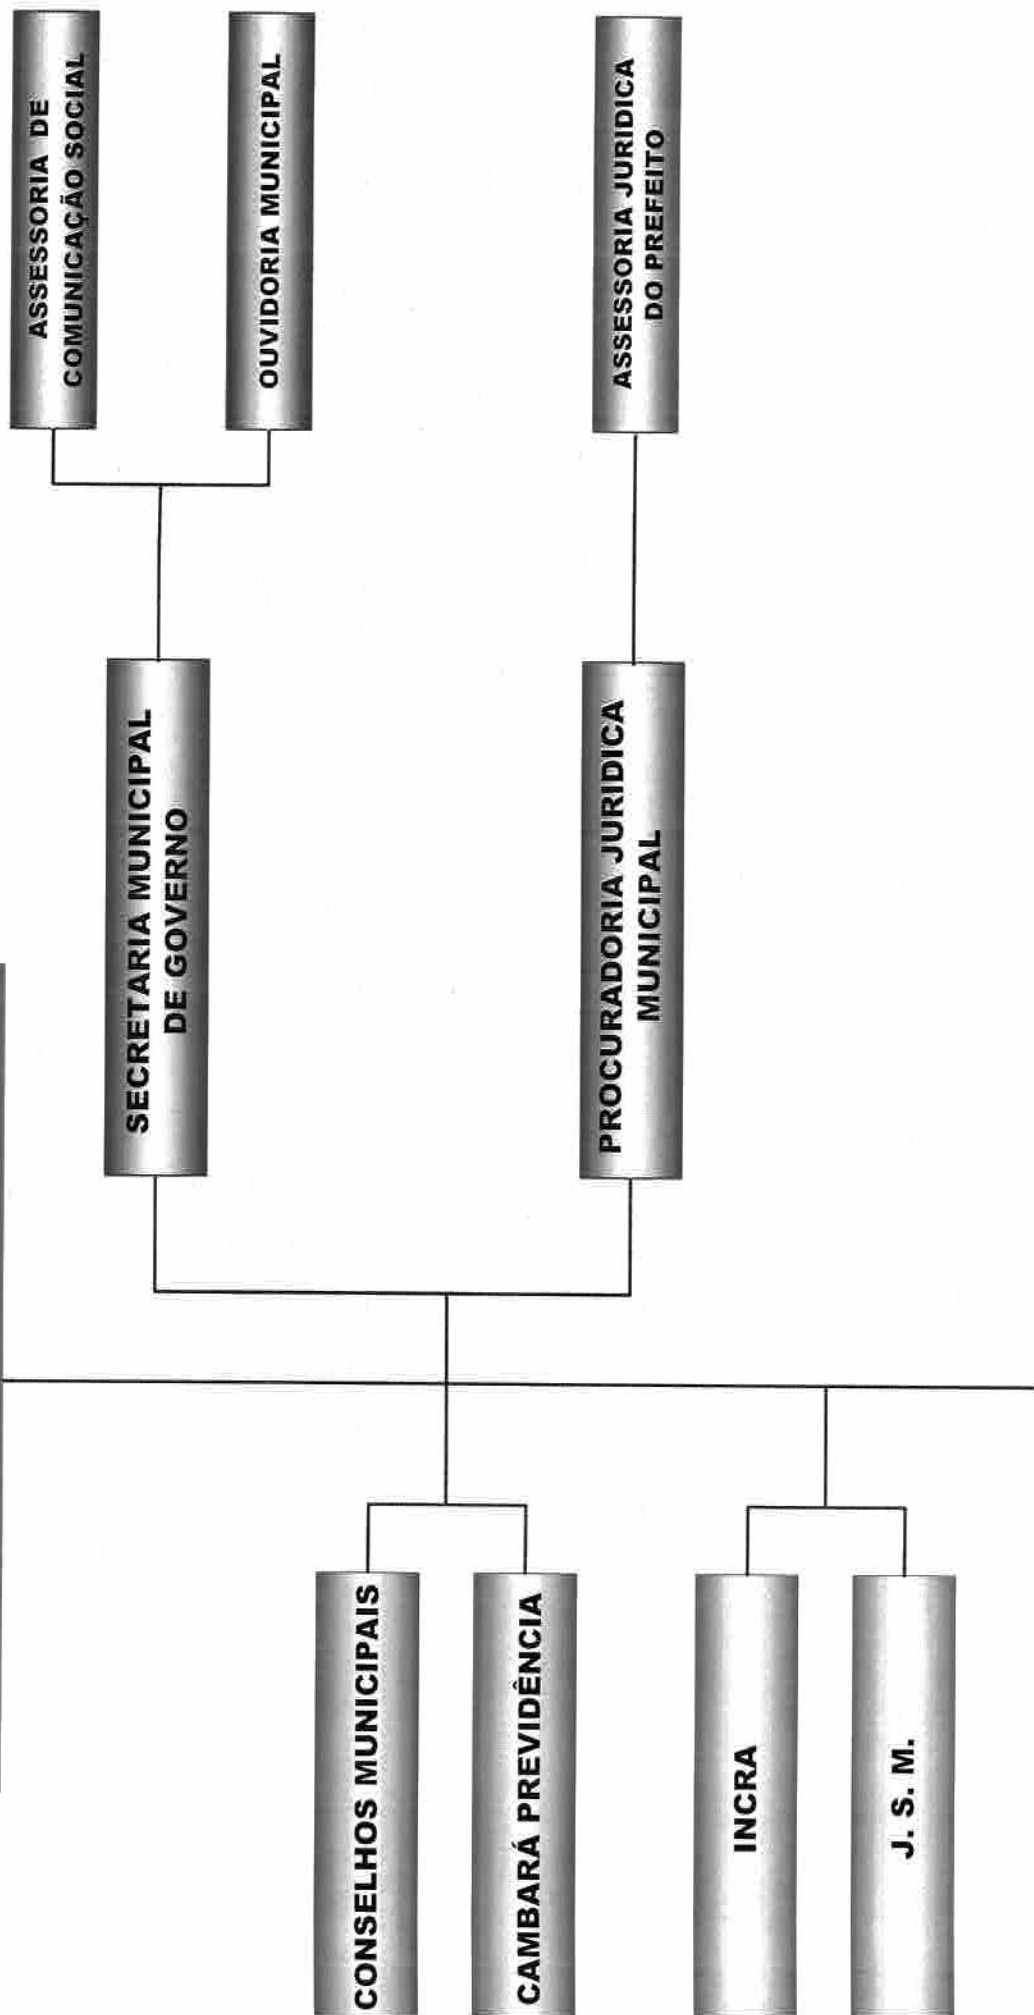 ASSESSORIA DE
COMUNICAÇÃO SOCIAL
OUVIDORIA MUNICIPAL
ASSESSORIA JURIDICA
DO PREFEITO
SECRETARIA MUNICIPAL
DE GOVERNO
PROCURADORIA JURIDICA
MUNICIPAL
CONSELHOS MUNICIPAIS
CAMBARÁ PREVIDÊNCIA
INCRA
J. S. M.